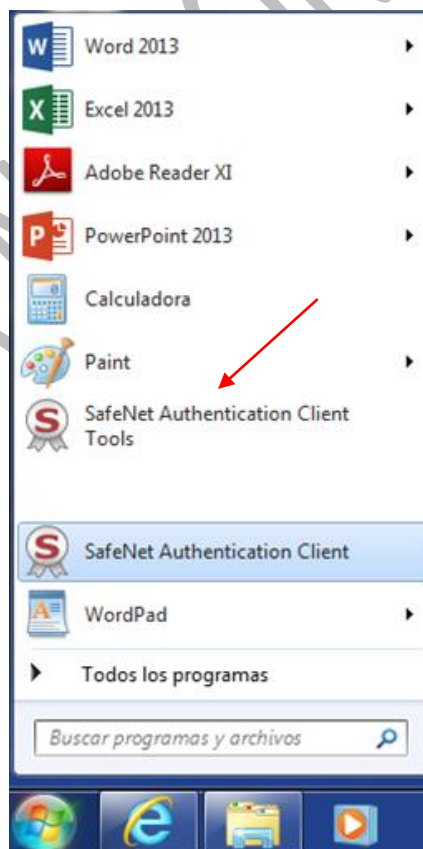 Word 2013
Excel 2013
Adobe Reader XI
PowerPoint 2013
Calculadora
Paint
SafeNet Authentication Client
Tools
SafeNet Authentication Client
WordPad
Todos los programas
Buscar programas y archivos